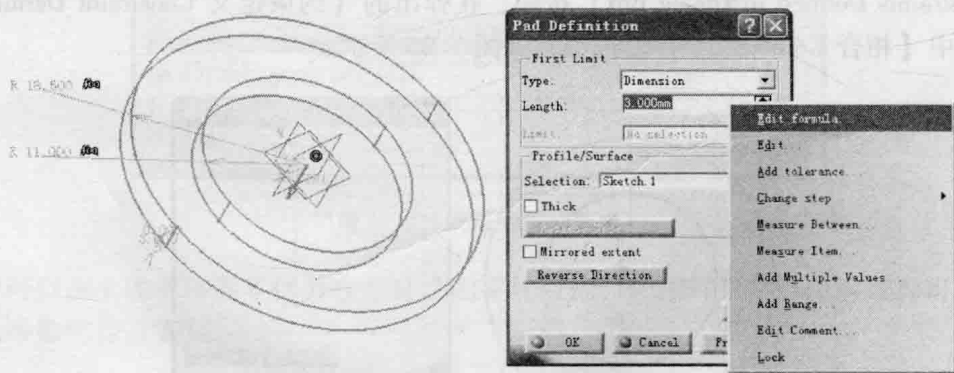 Pad Definition
First Limit
Type: Dimension
Length: 3.000mm
Limit: No selection
Profile/Surface
Selection: Sketch.1
Thick
Mirrored extent
Reverse Direction
OK Cancel
Edit formula...
Edit...
Add tolerance...
Change step
Measure Between...
Measure Item...
Add Multiple Values
Add Range...
Edit Comment...
Lock
R 18.500
R 11.000